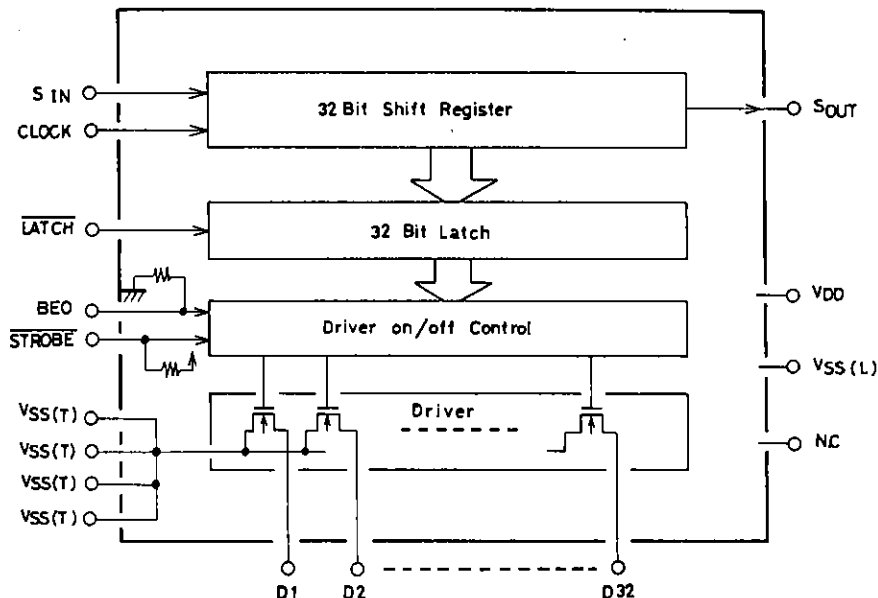 S IN
CLOCK
32 Bit Shift Register
SOUT
LATCH
32 Bit Latch
BEO
STROBE
Driver on/off Control
VDD
VSS(L)
VSS(T)
VSS(T)
VSS(T)
VSS(T)
Driver
NC
D1
D2
D32